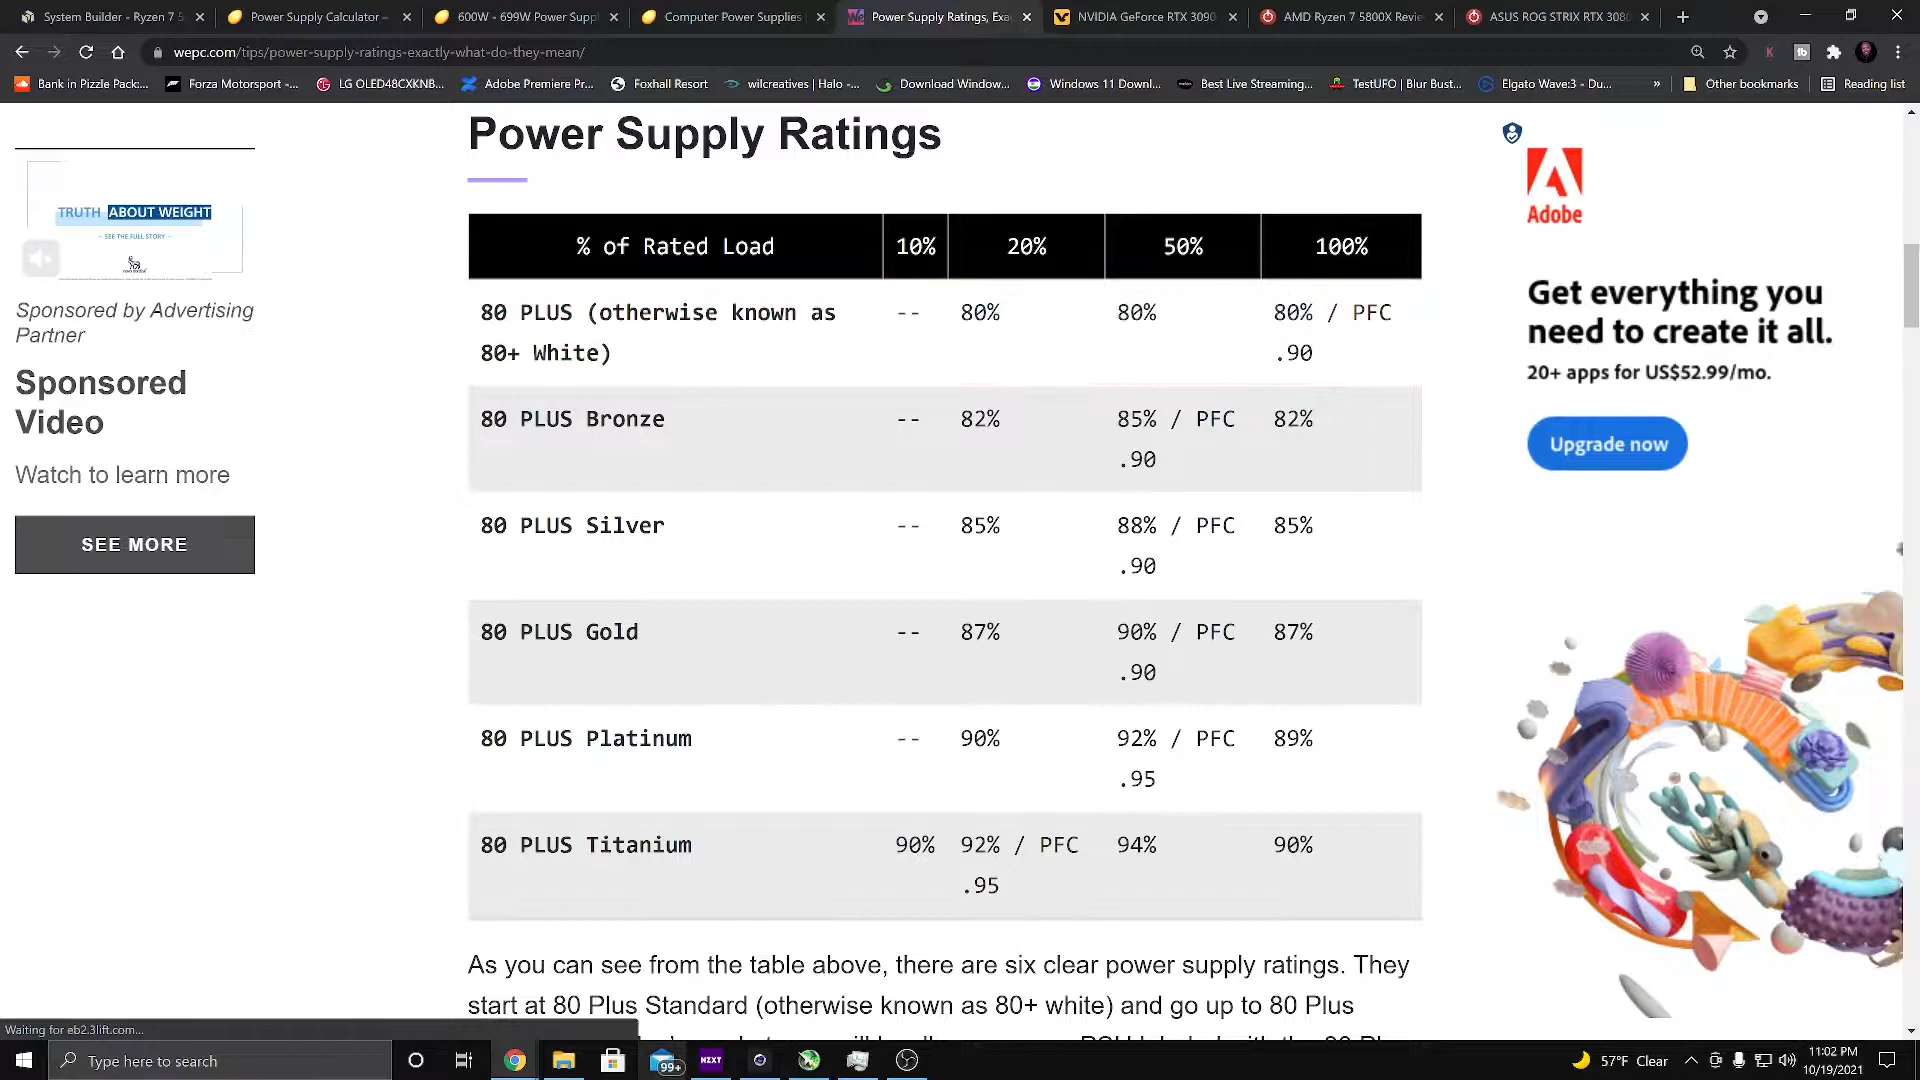 System Builder - Ryzen 7 5
Power Supply Calculator -
600W - 699W Power Suppl
Computer Power Supplies
Power Supply Ratings, Exa
NVIDIA GeForce RTX 3090
AMD Ryzen 7 5800X Revie
ASUS ROG STRIX RTX 3080
wepc.com/tips/power-supply-ratings-exactly-what-do-they-mean/
Bank in Pizzle Pack:...
Forza Motorsport -...
LG OLED48CXKNB...
Adobe Premiere Pr...
Foxhall Resort
wilcreatives | Halo -...
Download Window...
Windows 11 Downl...
Best Live Streaming...
TestUFO | Blur Bust...
Elgato Wave:3 - Du...
»
Other bookmarks
Reading list
TRUTH ABOUT WEIGHT
- SEE THE FULL STORY. -
Sponsored by Advertising
Partner
Sponsored
Video
Watch to learn more
SEE MORE
Power Supply Ratings
% of Rated Load 10% 20% 50% 100%
80 PLUS (otherwise known as -- 80% 80% 80% / PFC
80+ White) .90
80 PLUS Bronze -- 82% 85% / PFC 82%
.90
80 PLUS Silver -- 85% 88% / PFC 85%
.90
80 PLUS Gold -- 87% 90% / PFC 87%
.90
80 PLUS Platinum -- 90% 92% / PFC 89%
.95
80 PLUS Titanium 90% 92% / PFC 94% 90%
.95
As you can see from the table above, there are six clear power supply ratings. They
start at 80 Plus Standard (otherwise known as 80+ white) and go up to 80 Plus
Adobe
Get everything you
need to create it all.
20+ apps for US$52.99/mo.
Upgrade now
Waiting for eb2.3lift.com...
Type here to search
99+
NZXT
57°F Clear
11:02 PM
10/19/2021